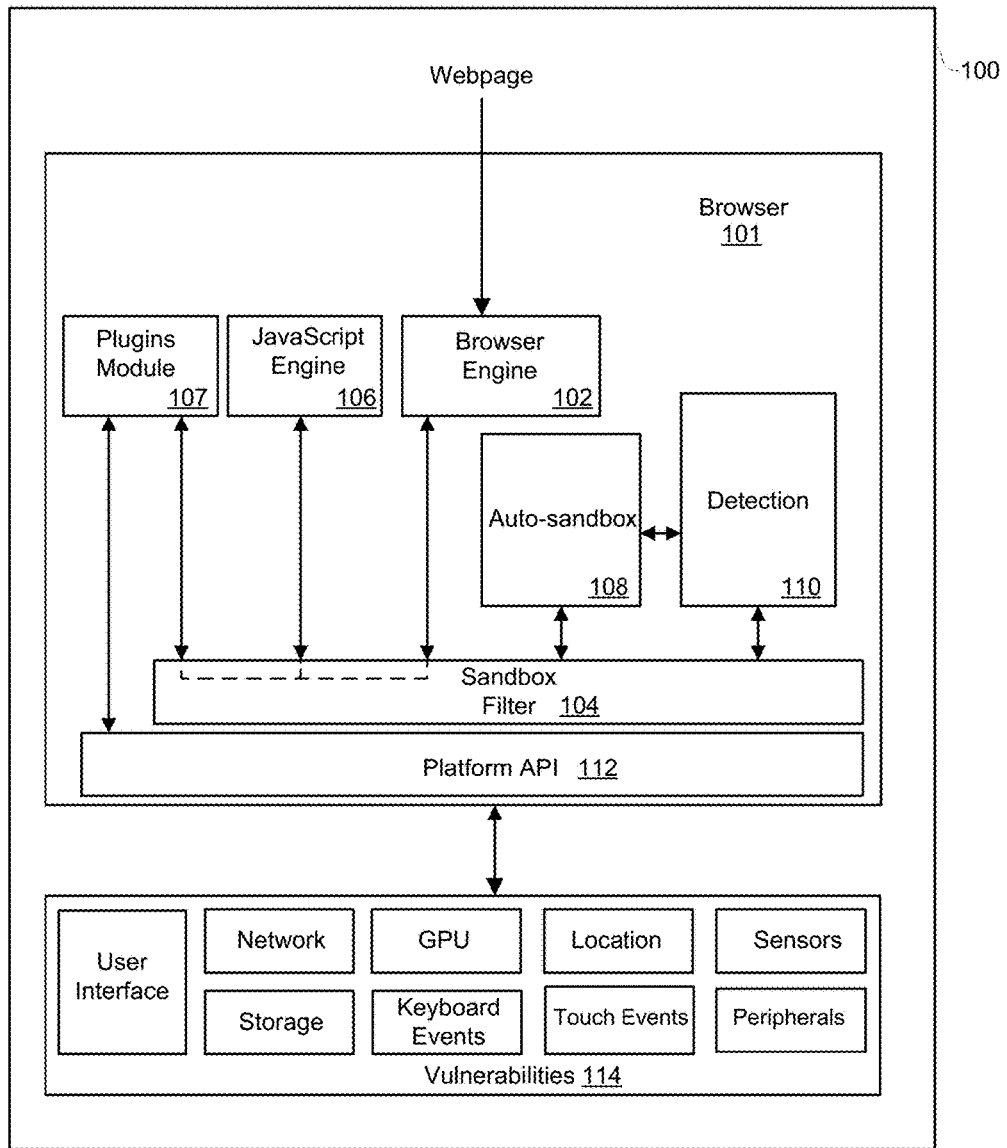 100
Webpage
Browser
101
Plugins
Module
107
JavaScript
Engine
106
Browser
Engine
102
Auto-sandbox
108
Detection
110
Sandbox
Filter 104
Platform API 112
User
Interface
Network
GPU
Location
Sensors
Storage
Keyboard
Events
Touch Events
Peripherals
Vulnerabilities 114